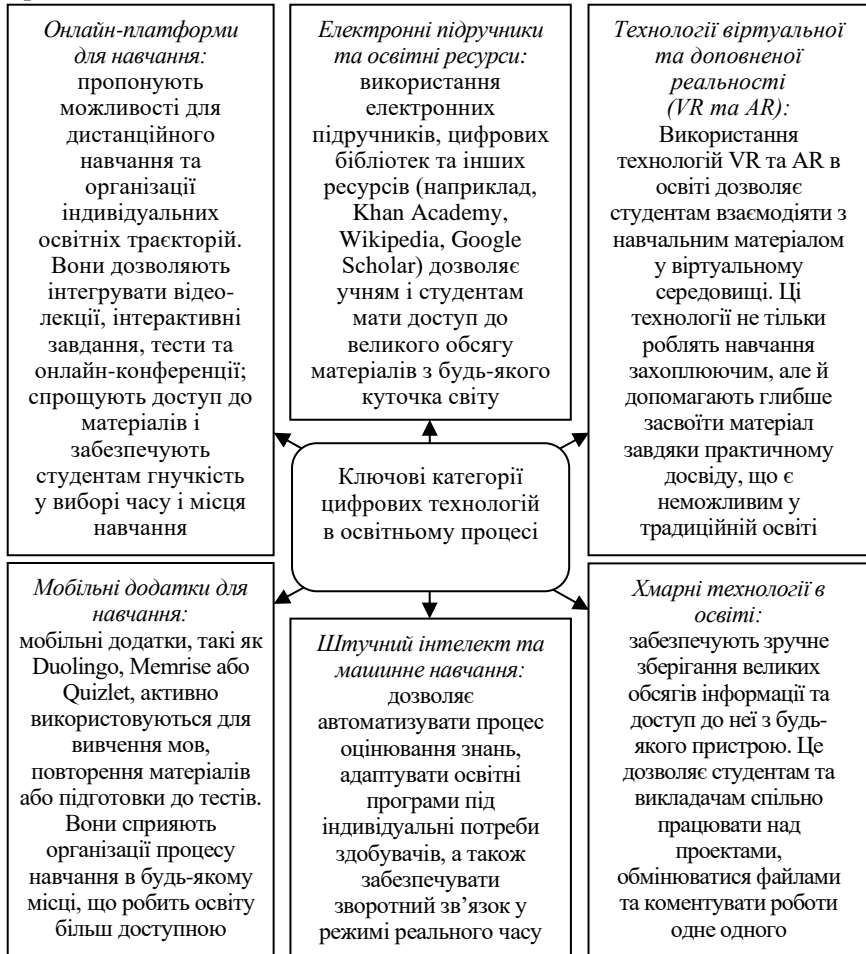 Онлайн-платформи
для навчання:
пропонують
можливості для
дистанційного
навчання та
організації
індивідуальних
освітніх траєкторій.
Вони дозволяють
інтегрувати відео-
лекції, інтерактивні
завдання, тести та
онлайн-конференції;
спрощують доступ до
матеріалів і
забезпечують
студентам гнучкість
у виборі часу і місця
навчання
Електронні підручники
та освітні ресурси:
використання
електронних
підручників, цифрових
бібліотек та інших
ресурсів (наприклад,
Khan Academy,
Wikipedia, Google
Scholar) дозволяє
учням і студентам
мати доступ до
великого обсягу
матеріалів з будь-якого
куточка світу
Технології віртуальної
та доповненої
реальності
(VR та AR):
Використання
технологій VR та AR в
освіті дозволяє
студентам взаємодіяти з
навчальним матеріалом
у віртуальному
середовищі. Ці
технології не тільки
роблять навчання
захоплюючим, але й
допомагають глибше
засвоїти матеріал
завдяки практичному
досвіду, що є
неможливим у
традиційній освіті
Ключові категорії
цифрових технологій
в освітньому процесі
Мобільні додатки для
навчання:
мобільні додатки, такі як
Duolingo, Memrise або
Quizlet, активно
використовуються для
вивчення мов,
повторення матеріалів
або підготовки до тестів.
Вони сприяють
організації процесу
навчання в будь-якому
місці, що робить освіту
більш доступною
Штучний інтелект та
машинне навчання:
дозволяє
автоматизувати процес
оцінювання знань,
адаптувати освітні
програми під
індивідуальні потреби
здобувачів, а також
забезпечувати
зворотний зв’язок у
режимі реального часу
Хмарні технології в
освіті:
забезпечують зручне
зберігання великих
обсягів інформації та
доступ до неї з будь-
якого пристрою. Це
дозволяє студентам та
викладачам спільно
працювати над
проектами,
обмінюватися файлами
та коментувати роботи
одне одного